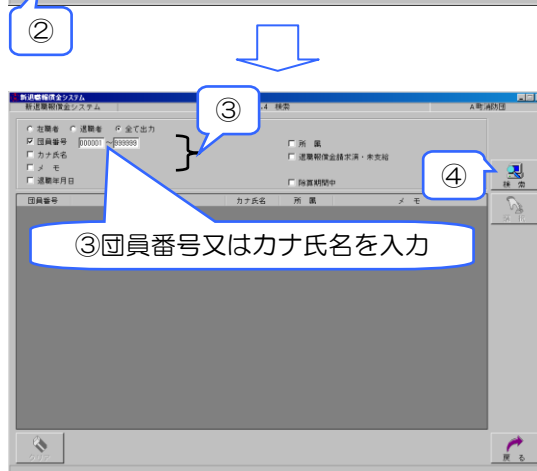 ②
新退職報償金システム
新退職報償金システム
.4 検索
A町消防団
③
在職者 退職者 全て出力
団員番号 000001 ~999999
カナ氏名
メモ
退職年月日
所属
退職報償金請求済・未支給
除算期間中
④
検索
団員番号 カナ氏名 所属 メモ
③団員番号又はカナ氏名を入力
戻る